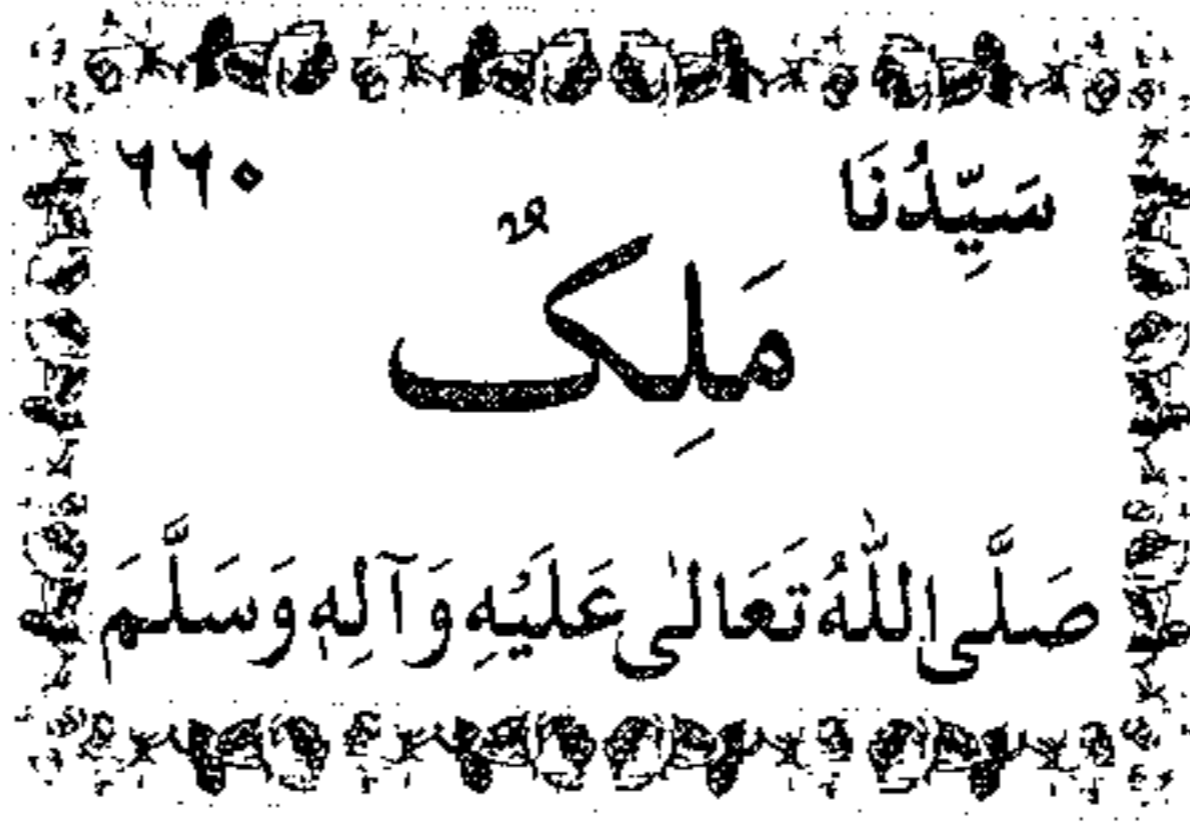 سَيِّدُنَا ٦٦٠
مَلِکٌ
صَلَّی اللّٰهُ تَعَالٰی عَلَيْهِ وَآلِهٖ وَسَلَّمَ